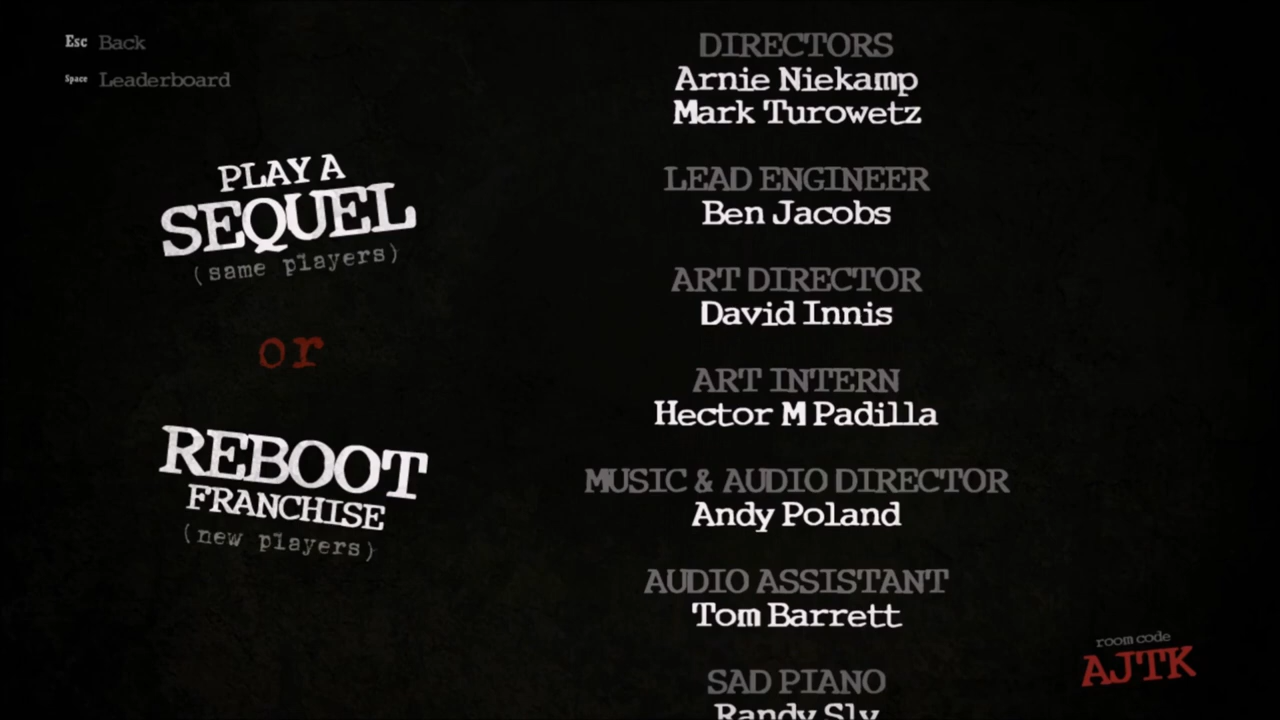 Esc Back
Space Leaderboard
PLAY A
SEQUEL
(same players)
or
REBOOT
FRANCHISE
(new players)
DIRECTORS
Arnie Niekamp
Mark Turowetz
LEAD ENGINEER
Ben Jacobs
ART DIRECTOR
David Innis
ART INTERN
Hector M Padilla
MUSIC & AUDIO DIRECTOR
Andy Poland
AUDIO ASSISTANT
Tom Barrett
SAD PIANO
Randy Sly
room code
AJTK